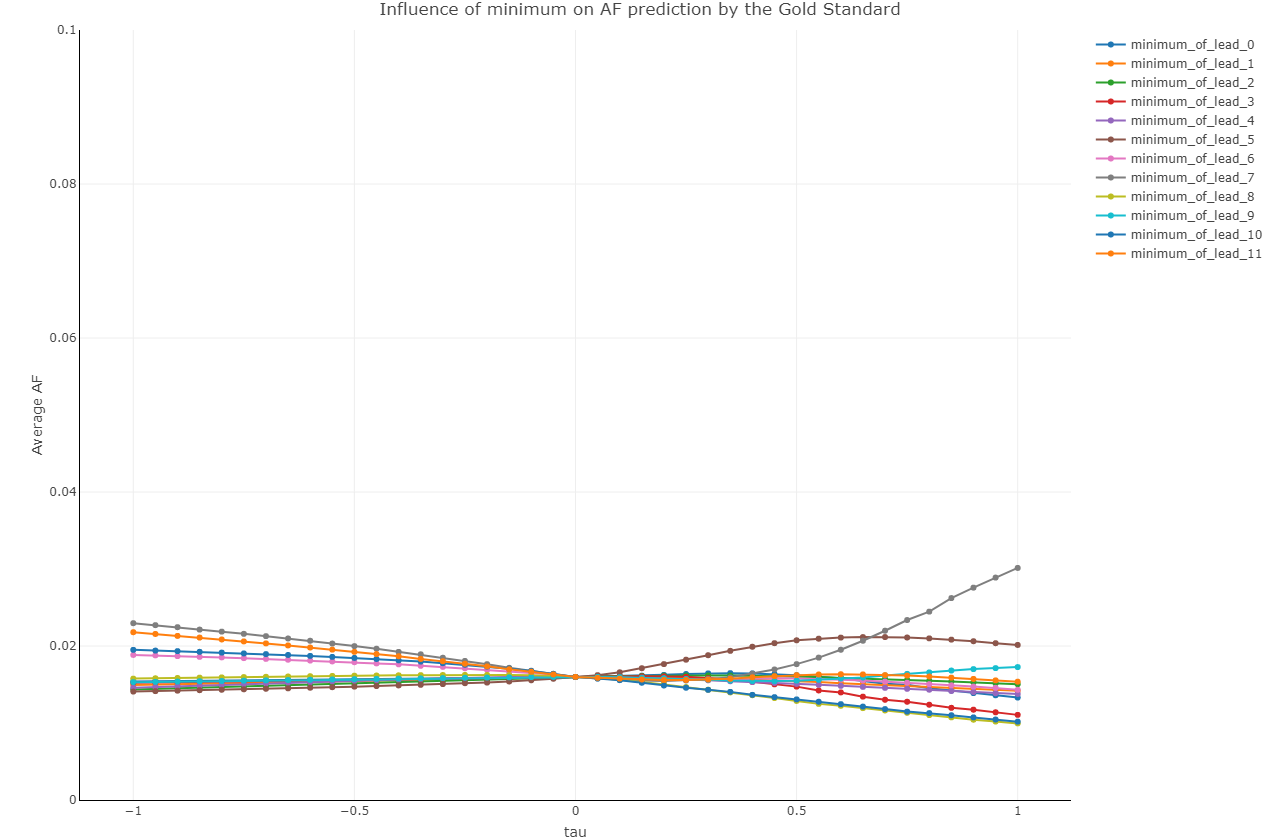 Influence of minimum on AF prediction by the Gold Standard
0.1
0.08
0.06
0.04
0.02
0
Average AF
−1
−0.5
0
0.5
1
tau
minimum_of_lead_0
minimum_of_lead_1
minimum_of_lead_2
minimum_of_lead_3
minimum_of_lead_4
minimum_of_lead_5
minimum_of_lead_6
minimum_of_lead_7
minimum_of_lead_8
minimum_of_lead_9
minimum_of_lead_10
minimum_of_lead_11